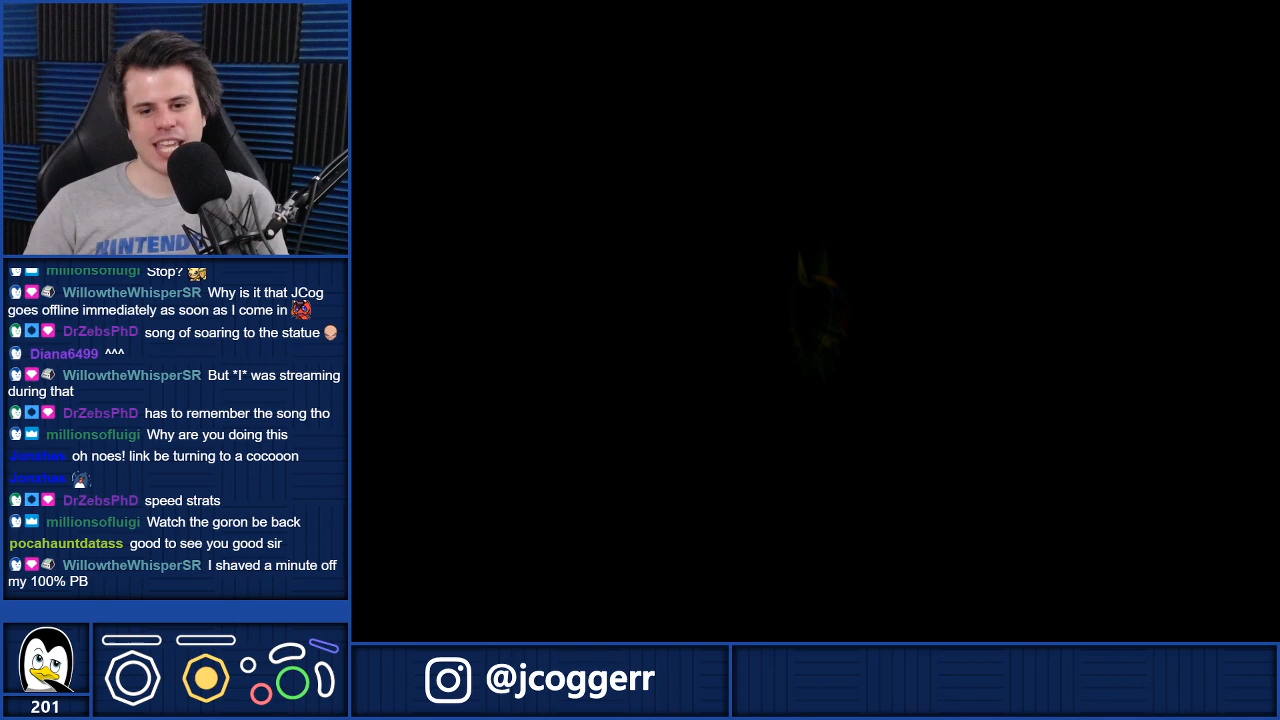 NINTENDO
millionsofluigi Stop?
WillowtheWhisperSR Why is it that JCog
goes offline immediately as soon as I come in
DrZebsPhD song of soaring to the statue
Diana6499 ^^^
WillowtheWhisperSR But *I* was streaming
during that
DrZebsPhD has to remember the song tho
millionsofluigi Why are you doing this
oh noes! link be turning to a cocoon
DrZebsPhD speed strats
millionsofluigi Watch the goron be back
pocahauntdatass good to see you good sir
WillowtheWhisperSR I shaved a minute off
my 100% PB
201
@jcoggerr